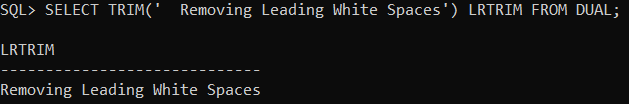 SQL> SELECT TRIM('  Removing Leading White Spaces') LRTRIM FROM DUAL;
LRTRIM
-----------------------------
Removing Leading White Spaces